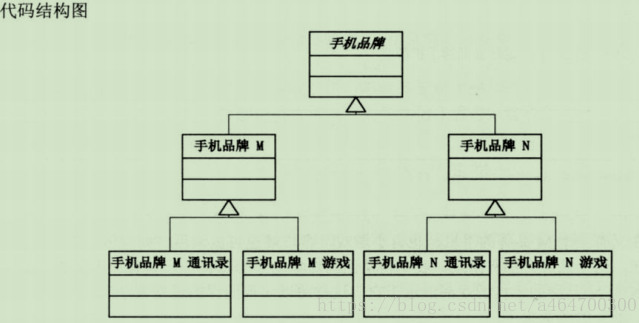 代码结构图
手机品牌
手机品牌 M
手机品牌 N
手机品牌 M 通讯录
手机品牌 M 游戏
手机品牌 N 通讯录
手机品牌 N 游戏
https://blog.csdn.net/a464700300